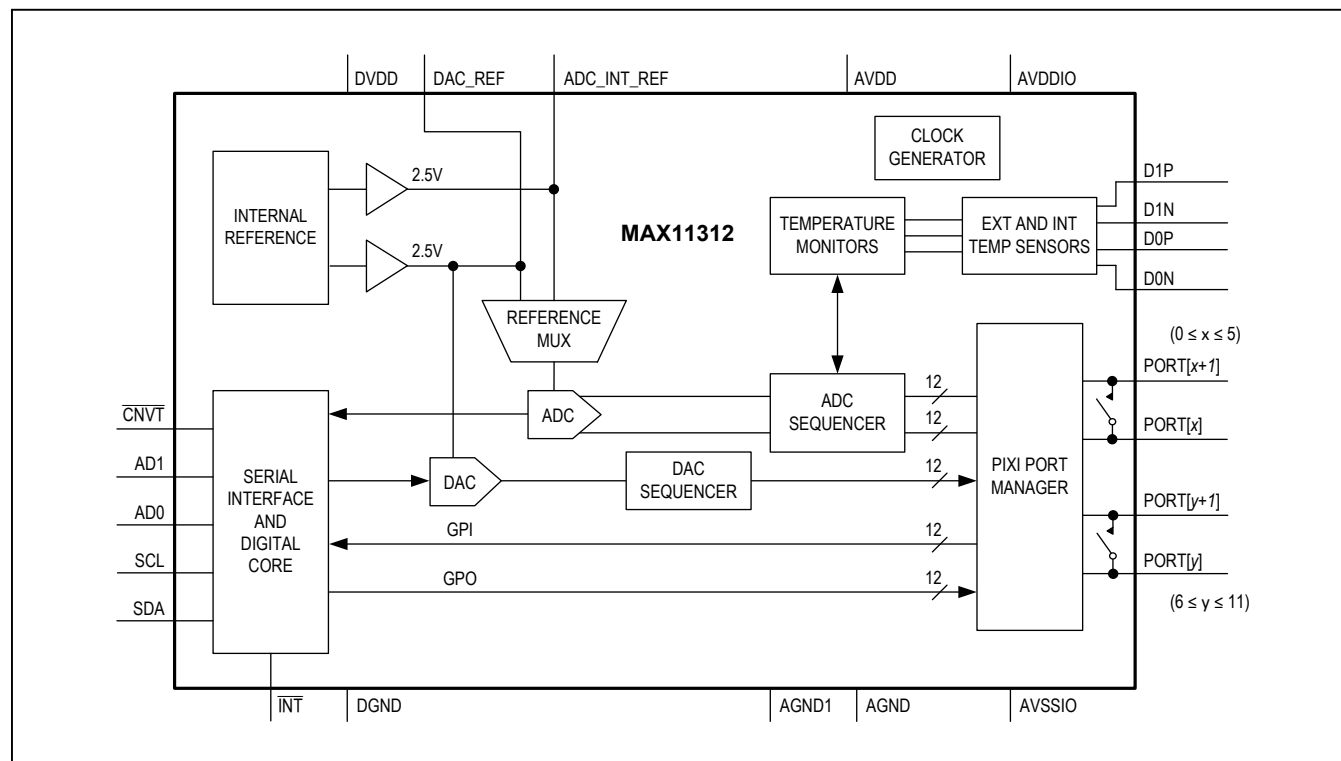 DVDD
DAC_REF
ADC_INT_REF
AVDD
AVDDIO
CLOCK
GENERATOR
INTERNAL
REFERENCE
2.5V
2.5V
MAX11312
TEMPERATURE
MONITORS
EXT AND INT
TEMP SENSORS
D1P
D1N
D0P
D0N
REFERENCE
MUX
(0 ≤ x ≤ 5)
PORT[x+1]
PORT[x]
CNVT
AD1
AD0
SCL
SDA
SERIAL
INTERFACE
AND
DIGITAL
CORE
ADC
ADC
SEQUENCER
12
12
DAC
DAC
SEQUENCER
12
PIXI PORT
MANAGER
GPI
12
GPO
12
PORT[y+1]
PORT[y]
(6 ≤ y ≤ 11)
INT
DGND
AGND1
AGND
AVSSIO